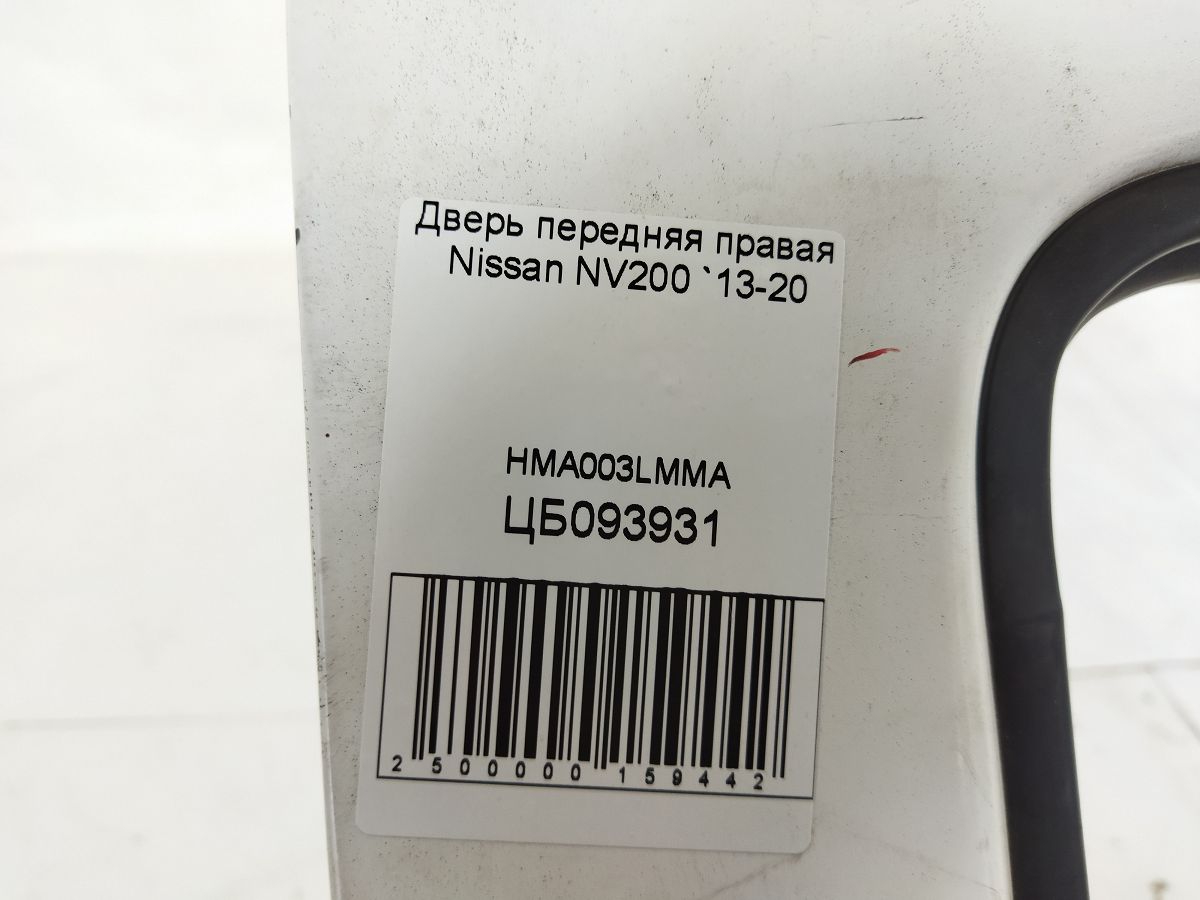 Дверь передняя правая
Nissan NV200 `13-20
HMA003LMMA
ЦБ093931
2 500000 159442